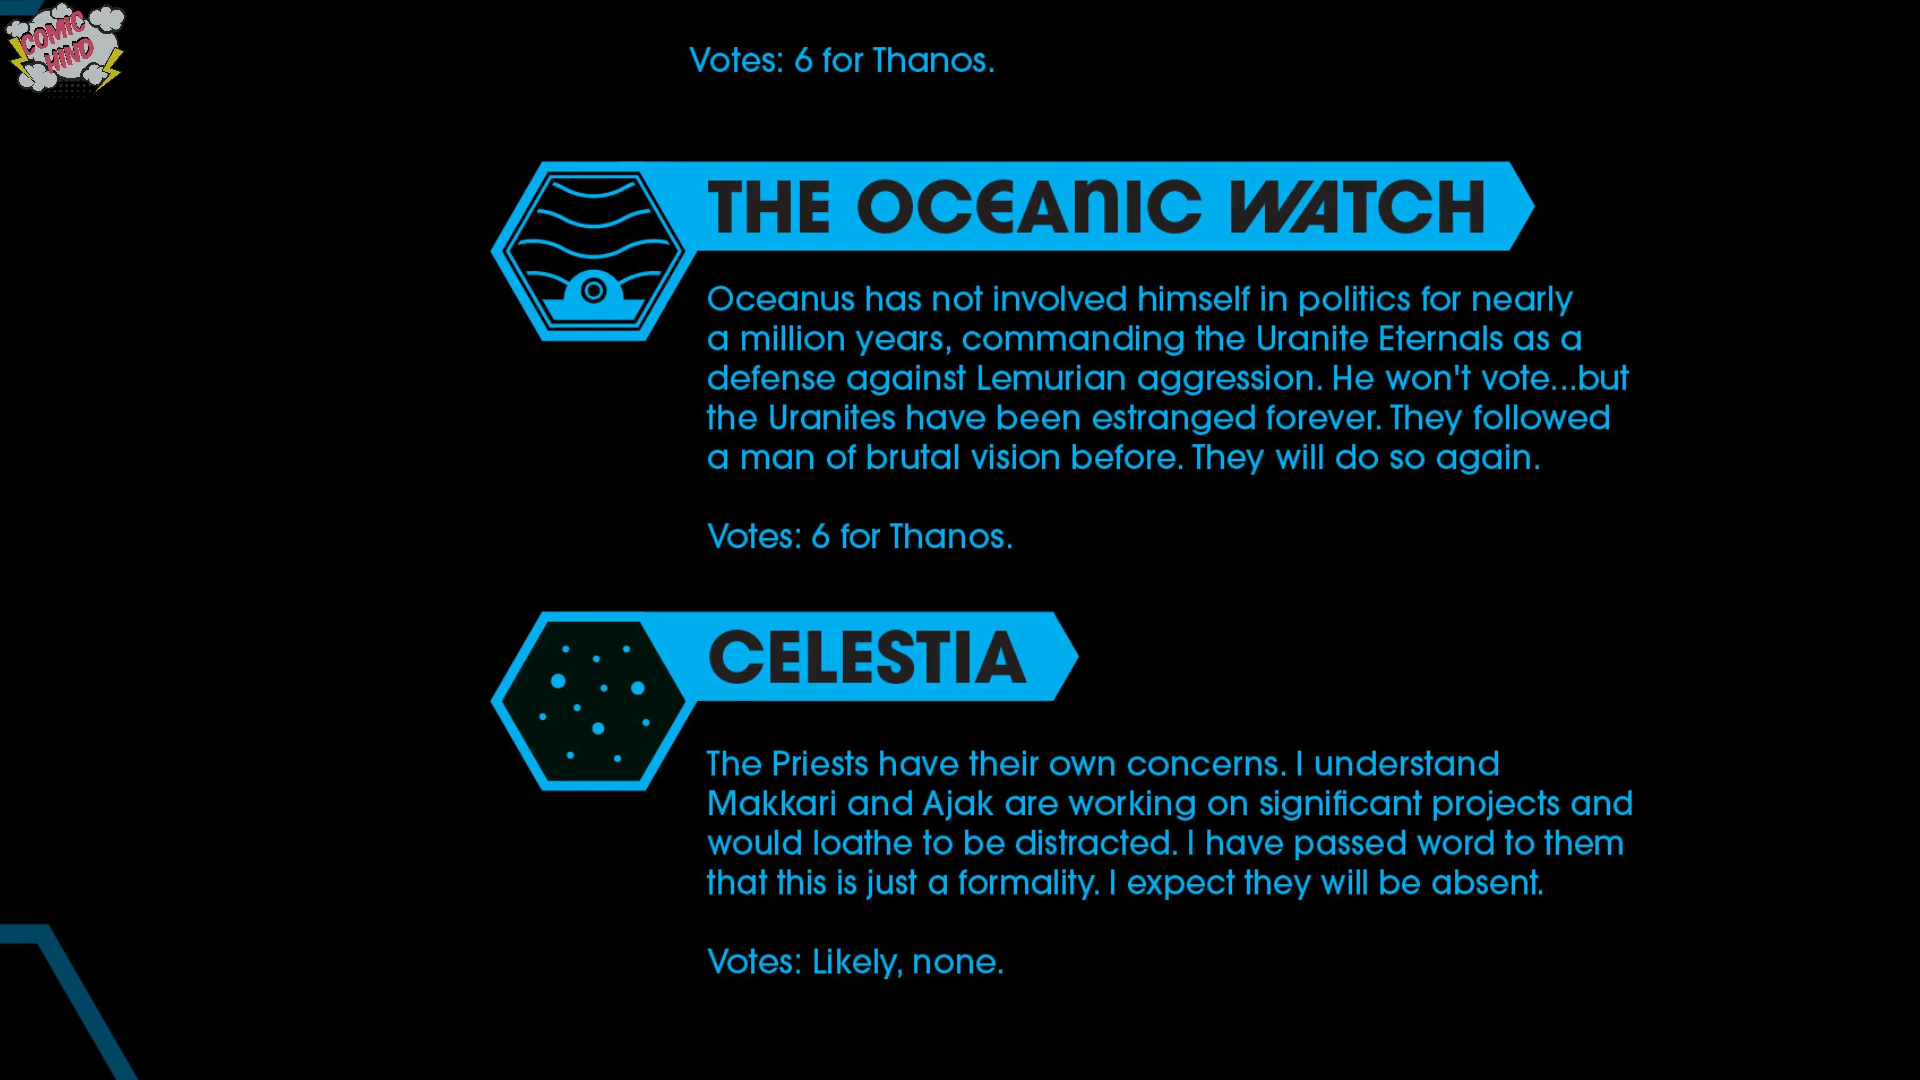 COMIC
HIND
Votes: 6 for Thanos.
THE OCEANIC WATCH
Oceanus has not involved himself in politics for nearly
a million years, commanding the Uranite Eternals as a
defense against Lemurian aggression. He won't vote...but
the Uranites have been estranged forever. They followed
a man of brutal vision before. They will do so again.
Votes: 6 for Thanos.
CELESTIA
The Priests have their own concerns. I understand
Makkari and Ajak are working on significant projects and
would loathe to be distracted. I have passed word to them
that this is just a formality. I expect they will be absent.
Votes: Likely, none.